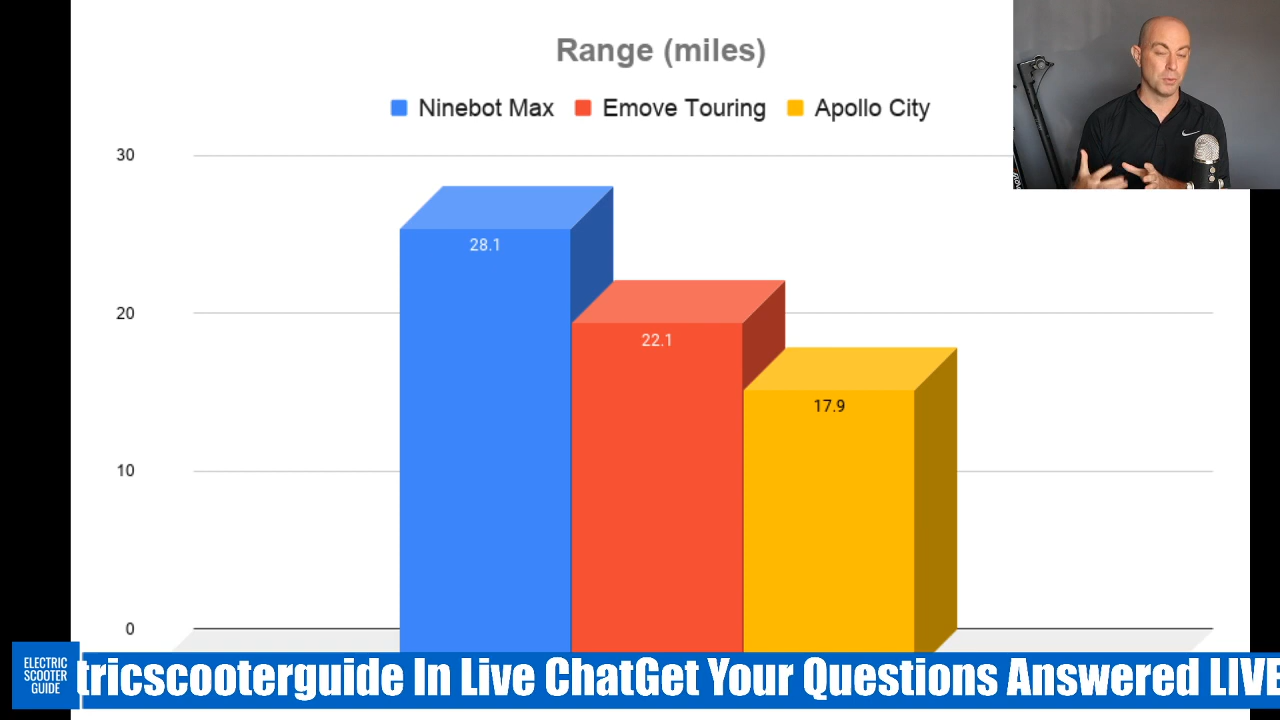 Range (miles)
Ninebot Max Emove Touring Apollo City
30
28.1
20
22.1
17.9
10
0
ELECTRIC
SCOOTER
GUIDE
tricscooterguide In Live ChatGet Your Questions Answered LIVE